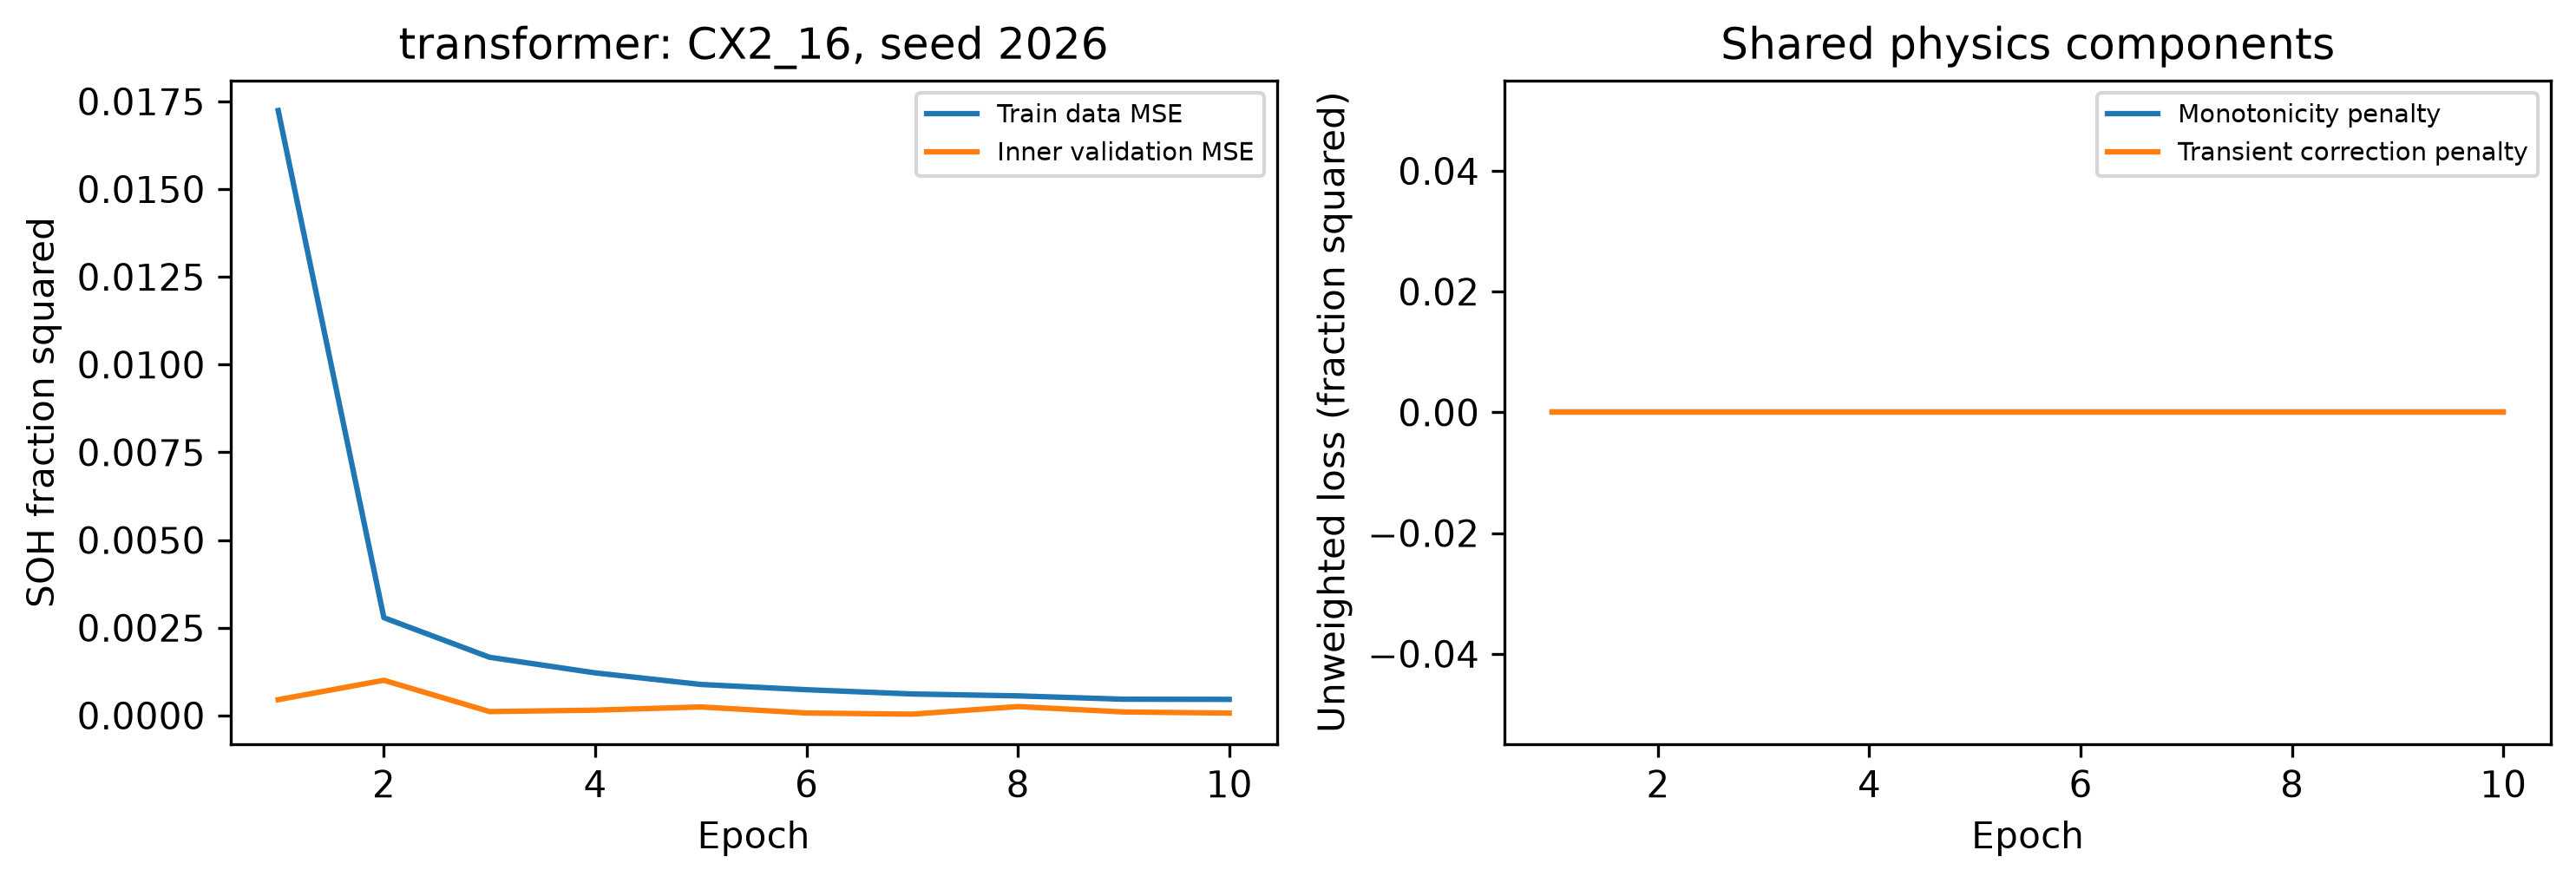 transformer: CX2_16, seed 2026
SOH fraction squared
0.0175
0.0150
0.0125
0.0100
0.0075
0.0050
0.0025
0.0000
Train data MSE
Inner validation MSE
2 4 6 8 10
Epoch
Shared physics components
Unweighted loss (fraction squared)
0.04
0.02
0.00
−0.02
−0.04
Monotonicity penalty
Transient correction penalty
2 4 6 8 10
Epoch